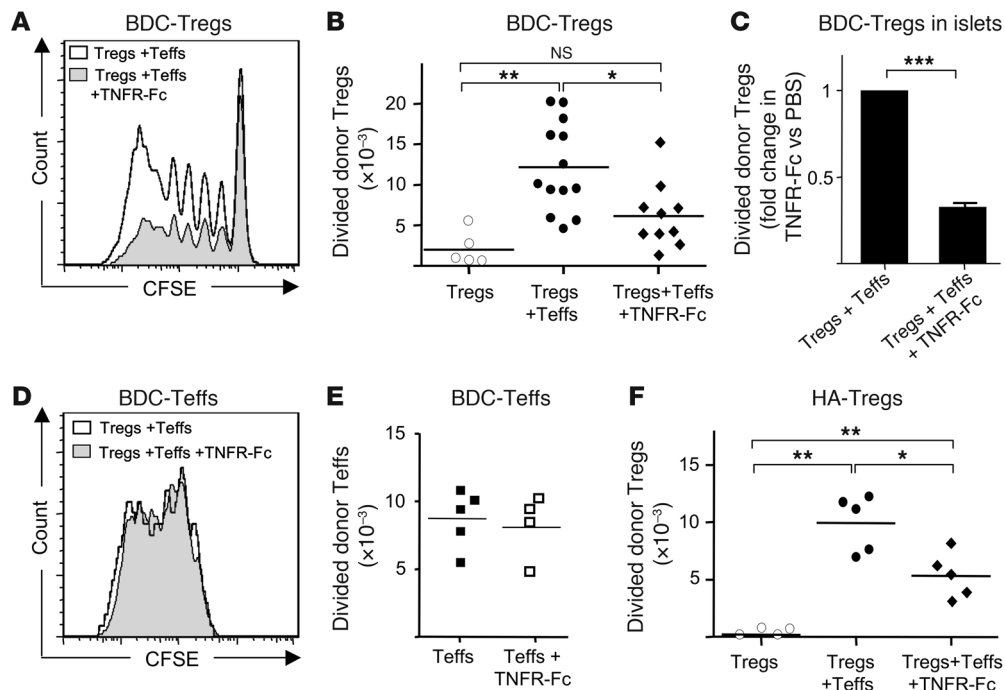 A
BDC-Tregs
Tregs +Teffs
Tregs +Teffs
+TNFR-Fc
Count
CFSE
B
BDC-Tregs
NS
**
*
Divided donor Tregs
(×10⁻³)
20
15
10
5
Tregs
Tregs
+Teffs
Tregs+Teffs
+TNFR-Fc
C
BDC-Tregs in islets
***
Divided donor Tregs
(fold change in
TNFR-Fc vs PBS)
1
0.5
Tregs + Teffs
Tregs + Teffs
+ TNFR-Fc
D
BDC-Teffs
Tregs +Teffs
Tregs +Teffs +TNFR-Fc
Count
CFSE
E
BDC-Teffs
Divided donor Teffs
(×10⁻³)
15
10
5
Teffs
Teffs +
TNFR-Fc
F
HA-Tregs
**
**
*
Divided donor Tregs
(×10⁻³)
15
10
5
Tregs
Tregs
+Teffs
Tregs+Teffs
+TNFR-Fc